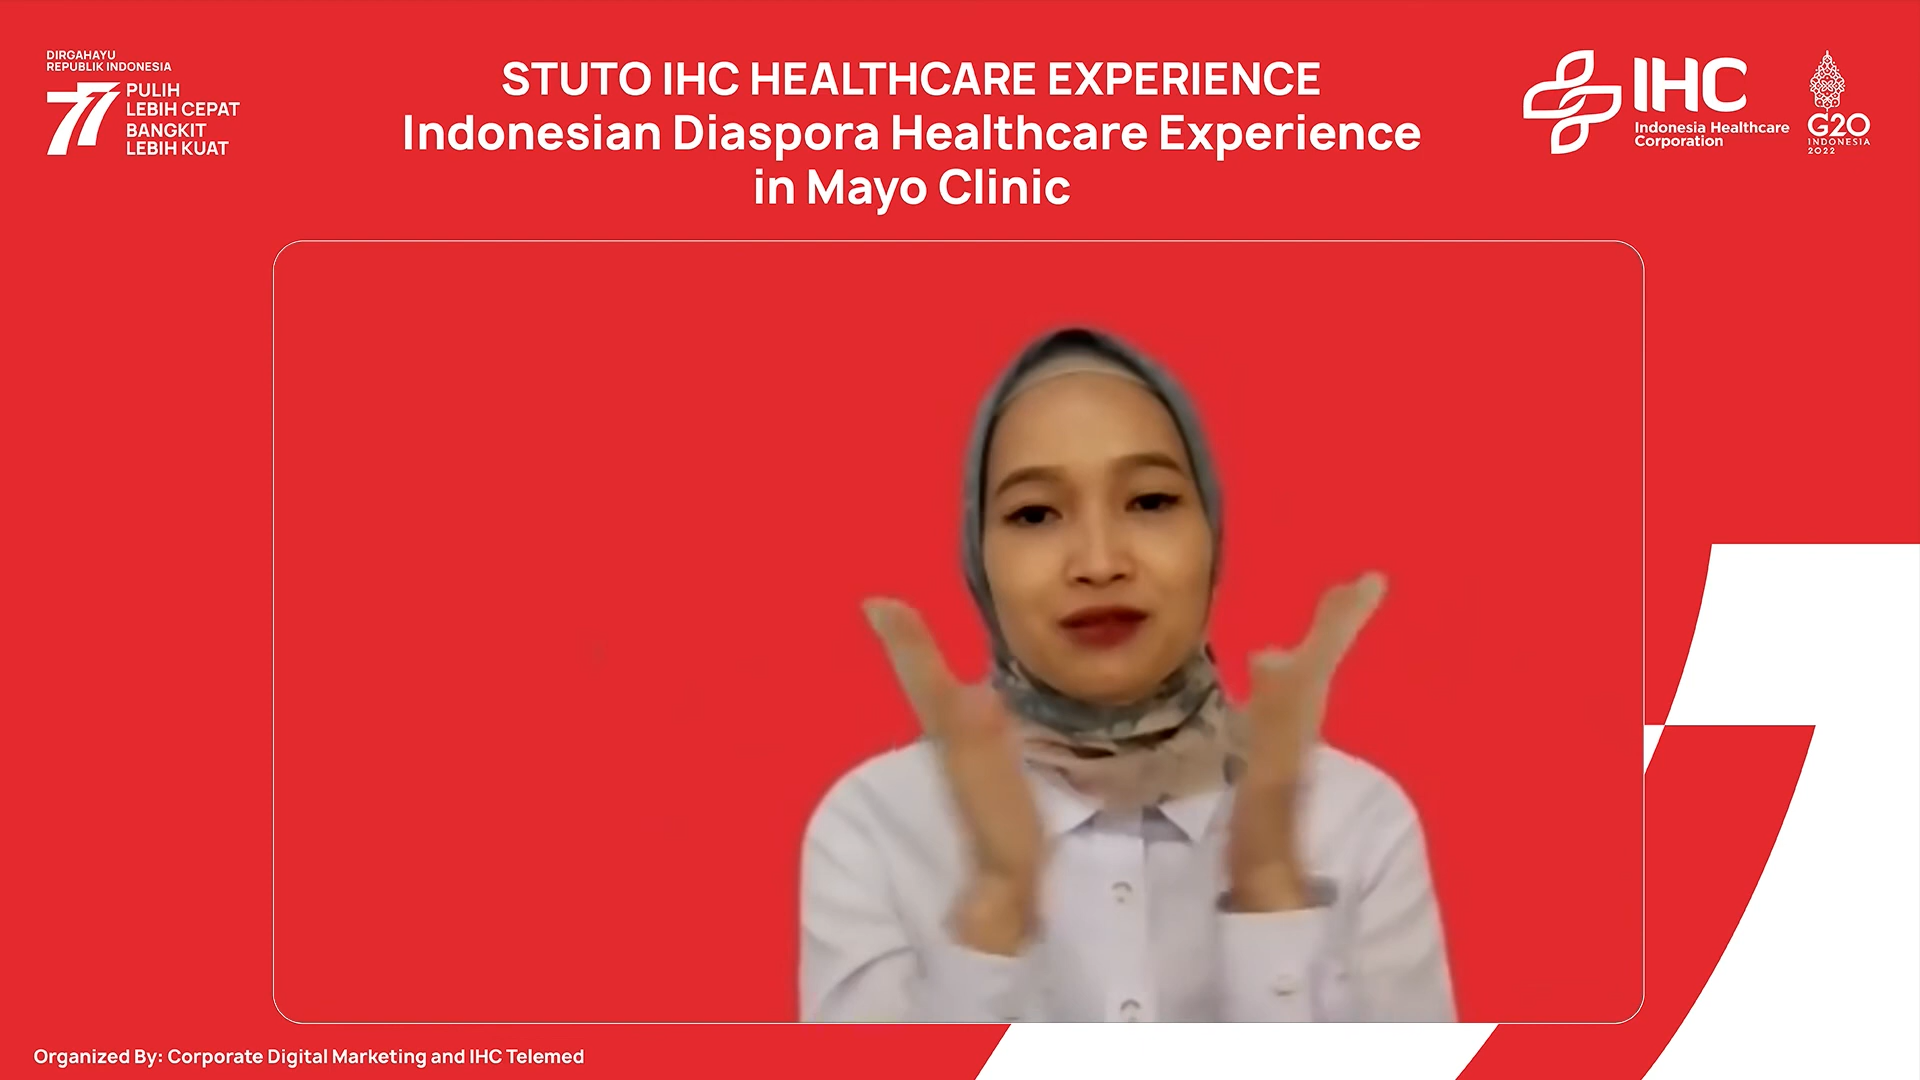 DIRGAHAYU
REPUBLIK INDONESIA
77
PULIH
LEBIH CEPAT
BANGKIT
LEBIH KUAT
STUTO IHC HEALTHCARE EXPERIENCE
Indonesian Diaspora Healthcare Experience
in Mayo Clinic
IHC
Indonesia Healthcare
Corporation
G20
INDONESIA
2022
Organized By: Corporate Digital Marketing and IHC Telemed